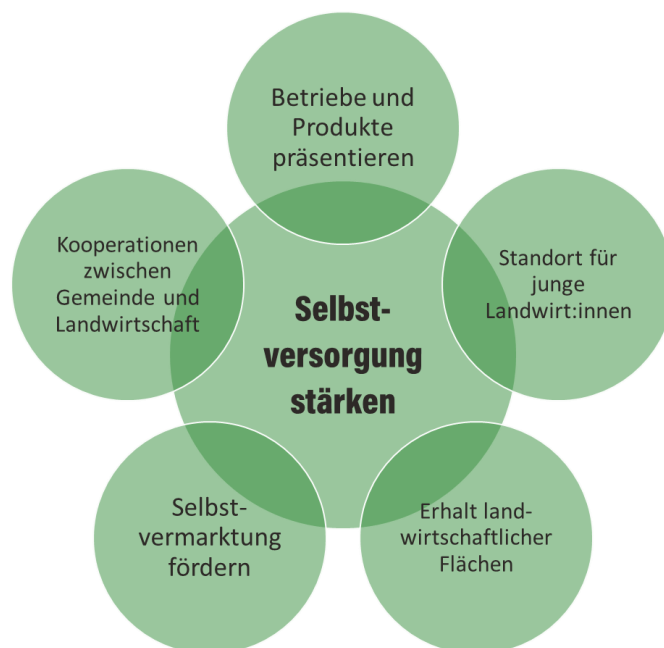 Betriebe und
Produkte
präsentieren
Kooperationen
zwischen
Gemeinde und
Landwirtschaft
Standort für
junge
Landwirt:innen
Selbst-
versorgung
stärken
Selbst-
vermarktung
fördern
Erhalt land-
wirtschaftlicher
Flächen